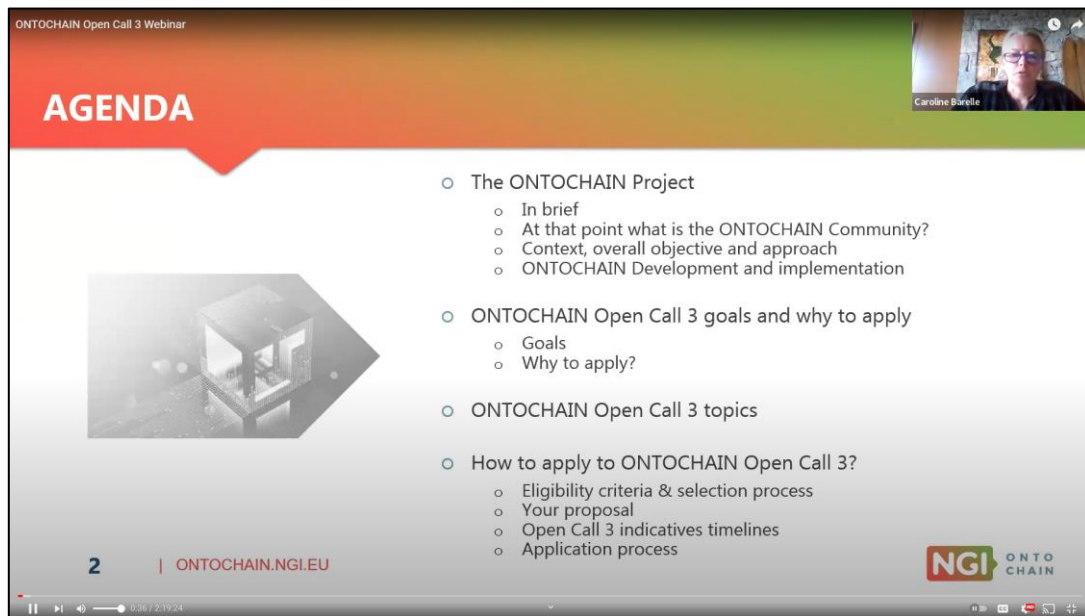 ONTOCHAIN Open Call 3 Webinar
Caroline Barelle
AGENDA
The ONTOCHAIN Project
In brief
At that point what is the ONTOCHAIN Community?
Context, overall objective and approach
ONTOCHAIN Development and implementation
ONTOCHAIN Open Call 3 goals and why to apply
Goals
Why to apply?
ONTOCHAIN Open Call 3 topics
How to apply to ONTOCHAIN Open Call 3?
Eligibility criteria & selection process
Your proposal
Open Call 3 indicatives timelines
Application process
2 | ONTOCHAIN.NGI.EU
NGI ONTO
CHAIN
0:36 / 2:19:24